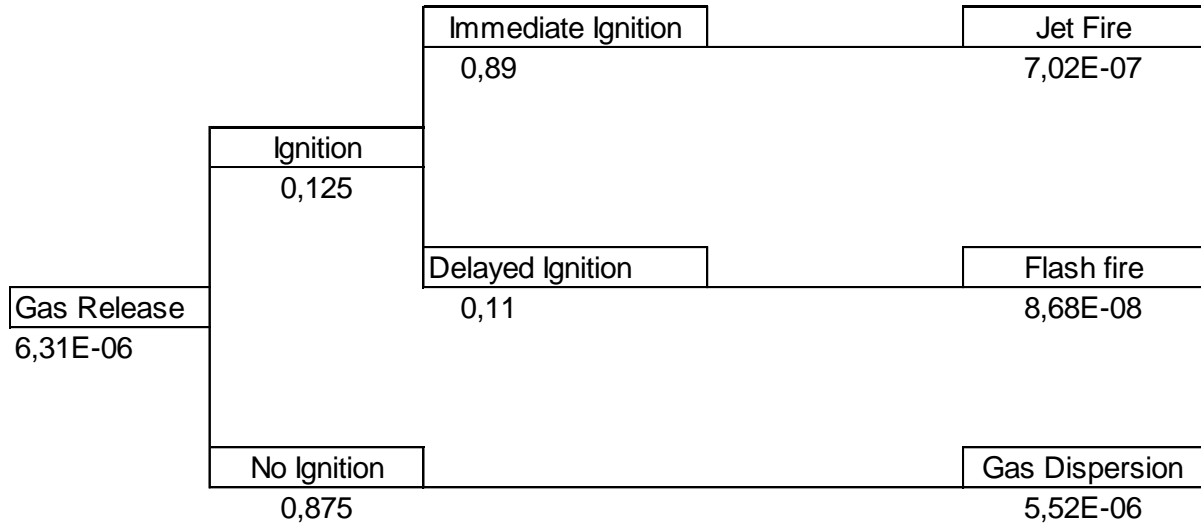 Immediate Ignition
Jet Fire
0,89
7,02E-07
Ignition
0,125
Delayed Ignition
Flash fire
Gas Release
0,11
8,68E-08
6,31E-06
No Ignition
Gas Dispersion
0,875
5,52E-06